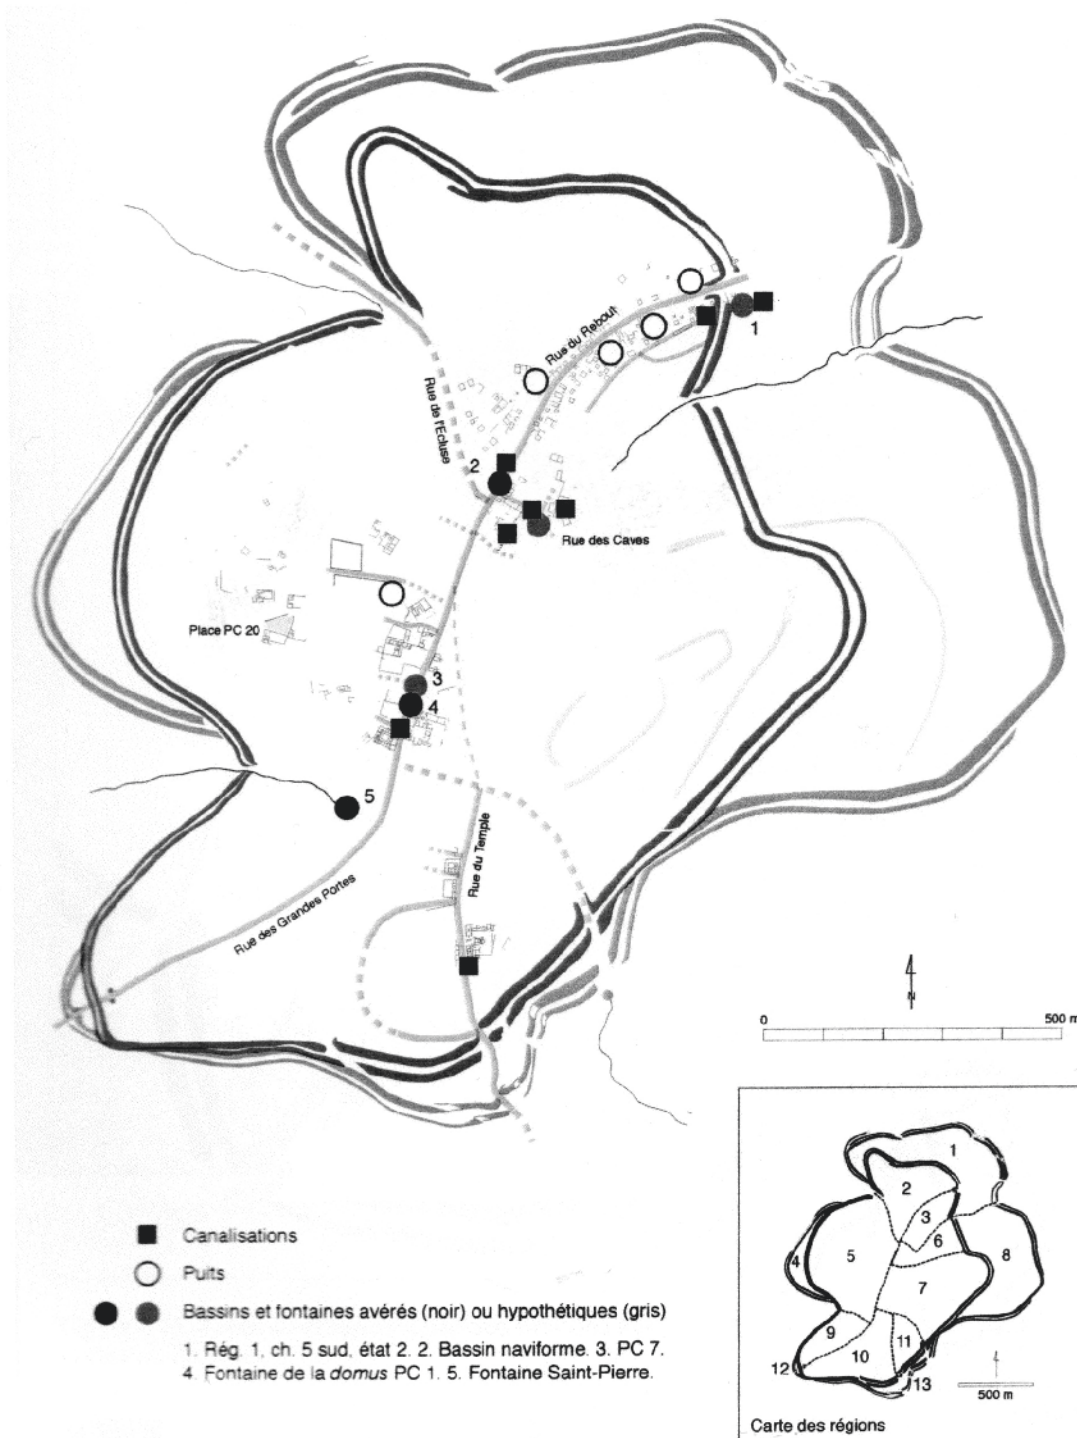 Rue du Rebout
1
Rue de l'Ecluse
2
Rue des Caves
Place PC 20
3
4
5
Rue du Temple
Rue des Grandes Portes
N
0
500 m
Canalisations
Puits
Bassins et fontaines avérés (noir) ou hypothétiques (gris)
1. Rég. 1, ch. 5 sud, état 2. 2. Bassin naviforme. 3. PC 7.
4. Fontaine de la domus PC 1. 5. Fontaine Saint-Pierre.
1
2
3
6
4
5
8
7
9
11
10
12
13
500 m
Carte des régions